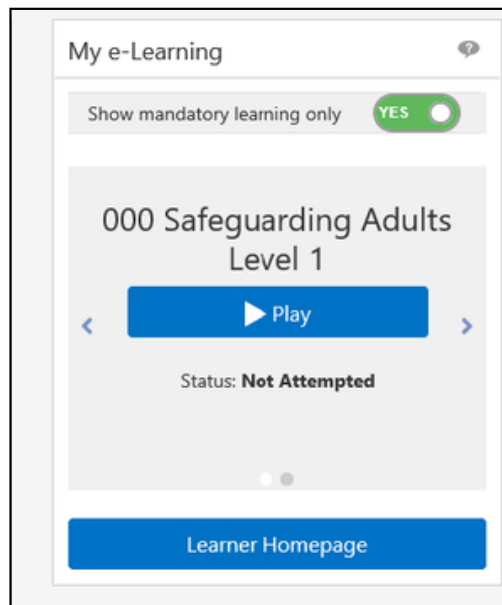 My e-Learning
Show mandatory learning only YES
000 Safeguarding Adults
Level 1
Play
Status: Not Attempted
Learner Homepage